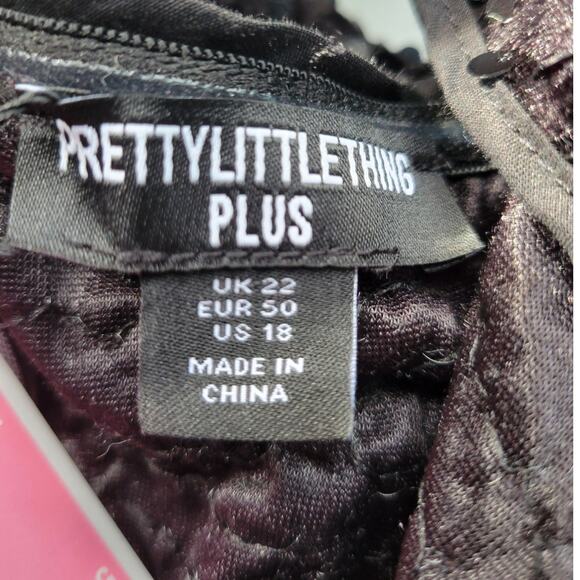 PRETTYLITTLETHING
PLUS
UK 22
EUR 50
US 18
MADE IN
CHINA